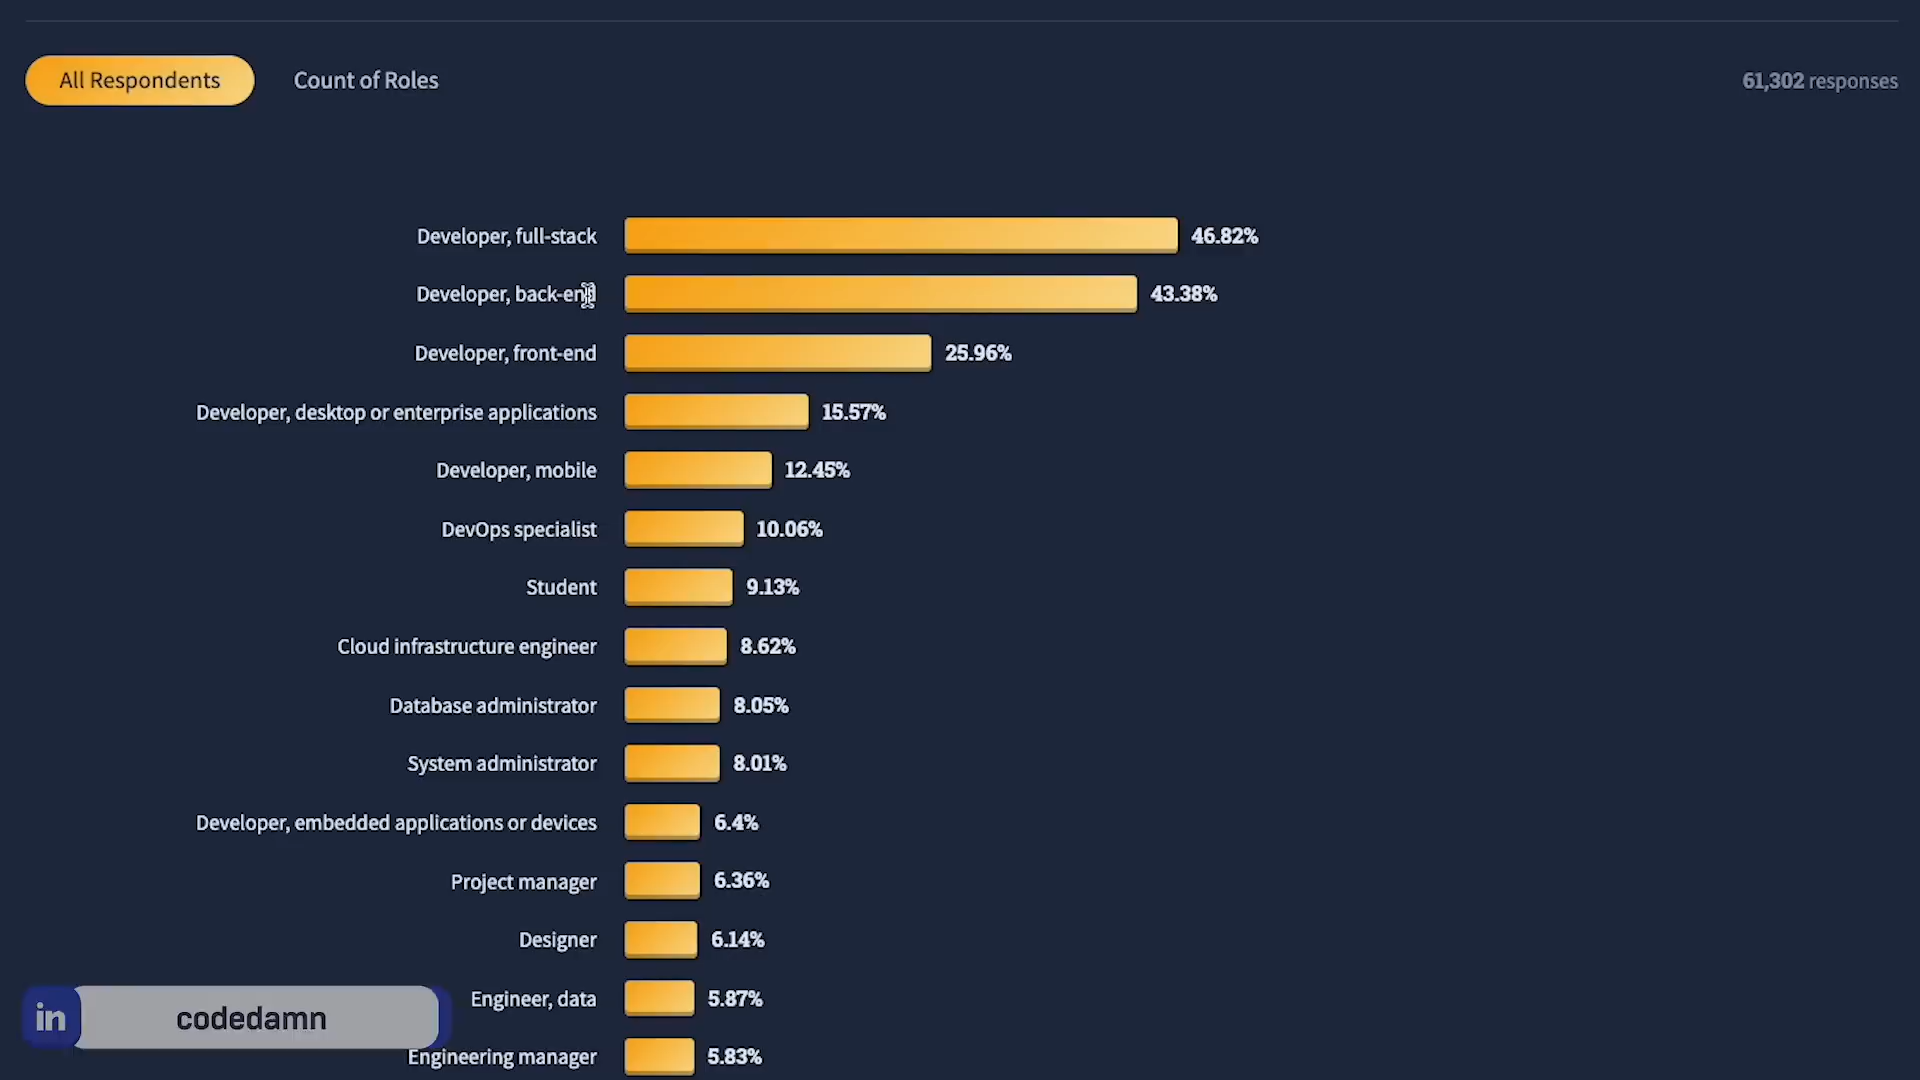 All Respondents Count of Roles 61,302 responses
Developer, full-stack 46.82%
Developer, back-end 43.38%
Developer, front-end 25.96%
Developer, desktop or enterprise applications 15.57%
Developer, mobile 12.45%
DevOps specialist 10.06%
Student 9.13%
Cloud infrastructure engineer 8.62%
Database administrator 8.05%
System administrator 8.01%
Developer, embedded applications or devices 6.4%
Project manager 6.36%
Designer 6.14%
Engineer, data 5.87%
in codedamn
Engineering manager 5.83%